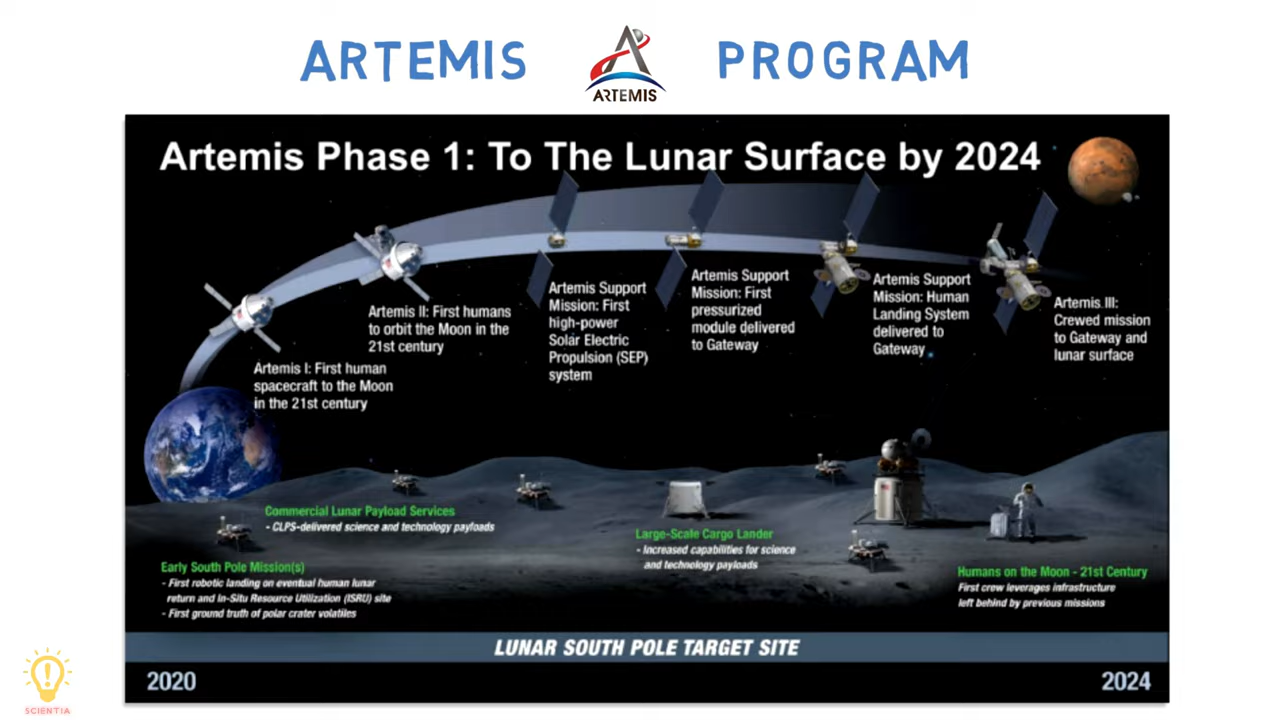 ARTEMIS PROGRAM
ARTEMIS
Artemis Phase 1: To The Lunar Surface by 2024
Artemis I: First human
spacecraft to the Moon
in the 21st century
Artemis II: First humans
to orbit the Moon in the
21st century
Artemis Support
Mission: First
high-power
Solar Electric
Propulsion (SEP)
system
Artemis Support
Mission: First
pressurized
module delivered
to Gateway
Artemis Support
Mission: Human
Landing System
delivered to
Gateway
Artemis III:
Crewed mission
to Gateway and
lunar surface
Commercial Lunar Payload Services
- CLPS-delivered science and technology payloads
Early South Pole Mission(s)
- First robotic landing on eventual human lunar
return and In-Situ Resource Utilization (ISRU) site
- First ground truth of polar crater volatiles
Large-Scale Cargo Lander
- Increased capabilities for science
and technology payloads
Humans on the Moon - 21st Century
First crew leverages infrastructure
left behind by previous missions
LUNAR SOUTH POLE TARGET SITE
2020
2024
SCIENTIA